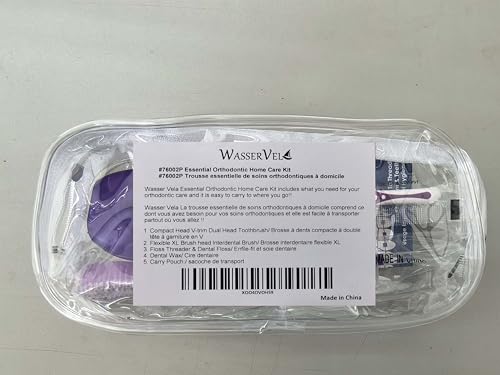 WASSERVELA
#76002P Essential Orthodontic Home Care Kit
#76002P Trousse essentielle de soins orthodontiques à domicile
Wasser Vela Essential Orthodontic Home Care Kit includes what you need for your
orthodontic care and it is easy to carry to where you go!!
Wasser Vela La trousse essentielle de soins orthodontiques à domicile comprend ce
dont vous avez besoin pour vos soins orthodontiques et elle est facile à transporter
partout où vous allez !!
1 Compact Head V-trim Dual Head Toothbrush/ Brosse à dents compacte à double
tête à garniture en V
2 Flexible XL Brush head Interdental Brush/ Brosse interdentaire flexible XL
3 Floss Threader & Dental Floss/ Enfile-fil et soie dentaire
4 Dental Wax/ Cire dentaire
5 Carry Pouch/ sacoche de transport
X004DV0HIR
Made in China
MADE IN